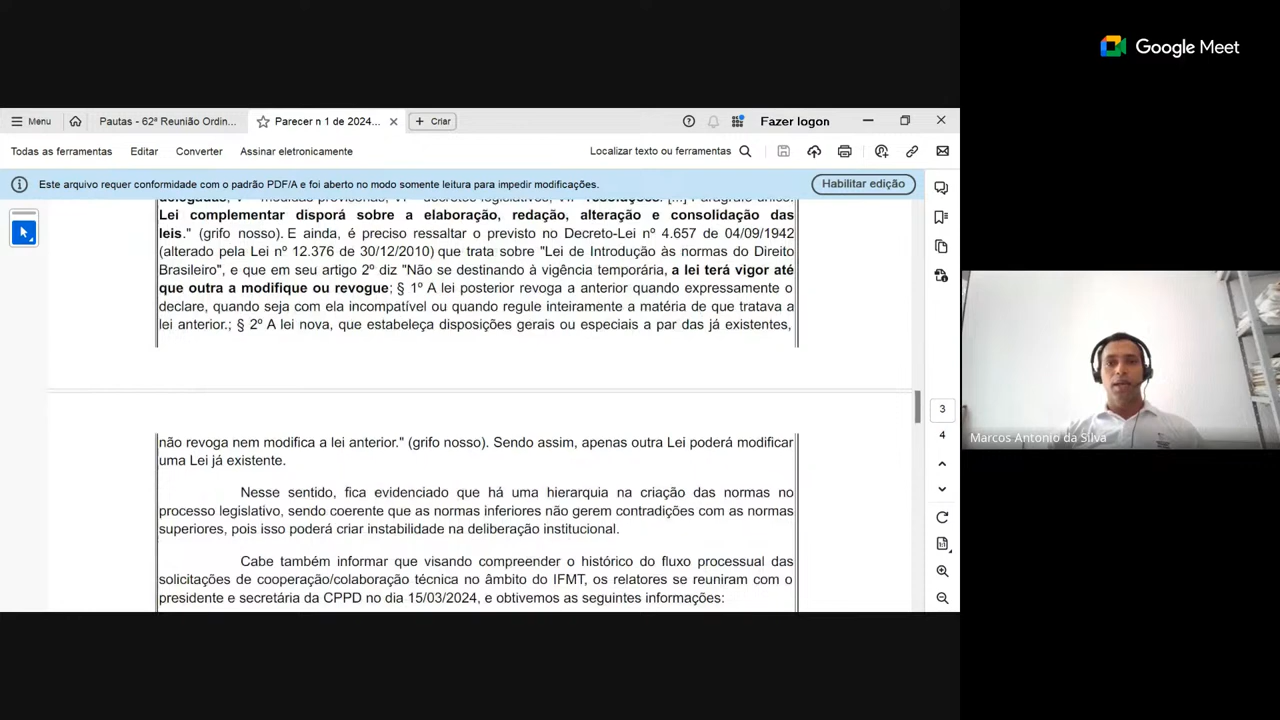 Google Meet
Menu
Pautas - 62ª Reunião Ordin...
Parecer n 1 de 2024...
Criar
Fazer logon
Todas as ferramentas
Editar
Converter
Assinar eletronicamente
Localizar texto ou ferramentas
Este arquivo requer conformidade com o padrão PDF/A e foi aberto no modo somente leitura para impedir modificações.
Habilitar edição
Lei complementar disporá sobre a elaboração, redação, alteração e consolidação das
leis." (grifo nosso). E ainda, é preciso ressaltar o previsto no Decreto-Lei nº 4.657 de 04/09/1942
(alterado pela Lei nº 12.376 de 30/12/2010) que trata sobre "Lei de Introdução às normas do Direito
Brasileiro", e que em seu artigo 2º diz "Não se destinando à vigência temporária, a lei terá vigor até
que outra a modifique ou revogue; § 1º A lei posterior revoga a anterior quando expressamente o
declare, quando seja com ela incompatível ou quando regule inteiramente a matéria de que tratava a
lei anterior.; § 2º A lei nova, que estabeleça disposições gerais ou especiais a par das já existentes,
não revoga nem modifica a lei anterior." (grifo nosso). Sendo assim, apenas outra Lei poderá modificar
uma Lei já existente.
Nesse sentido, fica evidenciado que há uma hierarquia na criação das normas no
processo legislativo, sendo coerente que as normas inferiores não gerem contradições com as normas
superiores, pois isso poderá criar instabilidade na deliberação institucional.
Cabe também informar que visando compreender o histórico do fluxo processual das
solicitações de cooperação/colaboração técnica no âmbito do IFMT, os relatores se reuniram com o
presidente e secretária da CPPD no dia 15/03/2024, e obtivemos as seguintes informações:
3
4
Marcos Antonio da Silva